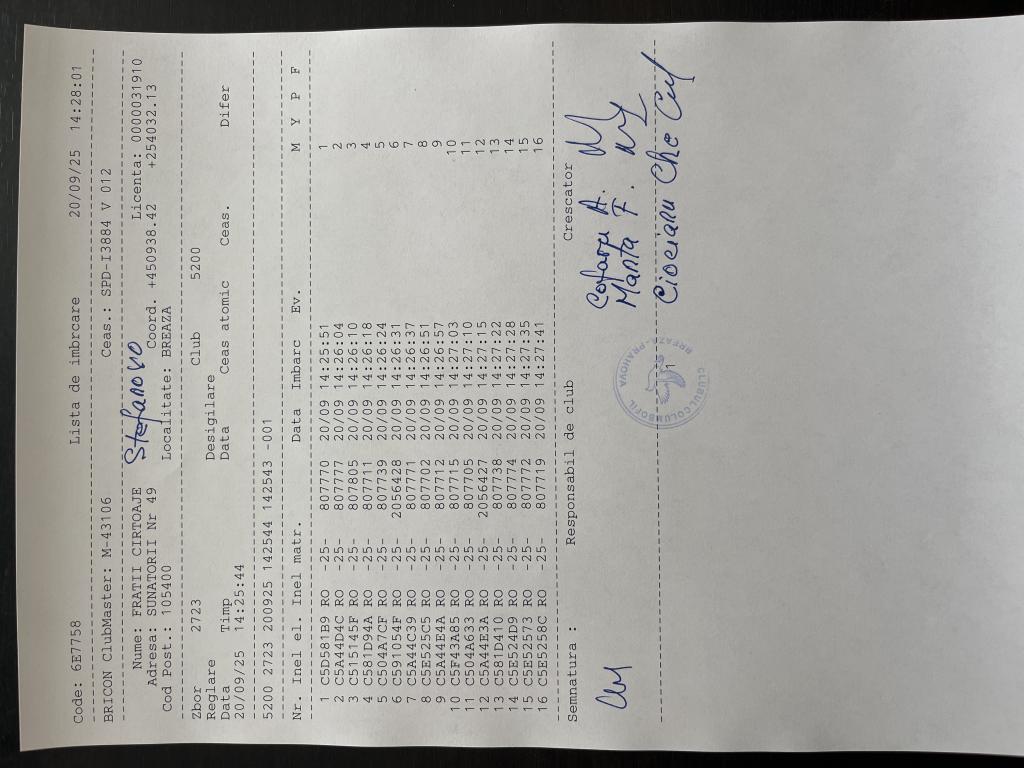 Code: 6E7758 Lista de imbrcare 20/09/25 14:28:01
BRICON ClubMaster: M-43106 Ceas.: SPD-I3884 V 012
Stefanovo
Nume: FRATII CIRTOAJE Licenta: 0000031910
Adresa: SUNATORII Nr 49 Coord. +450938.42 +254032.13
Cod Post.: 105400 Localitate: BREAZA
Zbor 2723 Club 5200
Reglare Desigilare
Data Timp Data Ceas atomic Ceas. Difer
20/09/25 14:25:44
5200 2723 200925 142544 142543 -001
Nr. Inel el. Inel matr. Data Imbarc Ev. M Y P F
1 C5D581B9 RO -25- 807770 20/09 14:25:51 1
2 C5A44D4C RO -25- 807777 20/09 14:26:04 2
3 C515145F RO -25- 807805 20/09 14:26:10 3
4 C581D94A RO -25- 807711 20/09 14:26:18 4
5 C504A7CF RO -25- 807739 20/09 14:26:24 5
6 C591054F RO -25- 2056428 20/09 14:26:31 6
7 C5A44C39 RO -25- 807771 20/09 14:26:37 7
8 C5E525C5 RO -25- 807702 20/09 14:26:51 8
9 C5A44E4A RO -25- 807712 20/09 14:26:57 9
10 C5F43A85 RO -25- 807715 20/09 14:27:03 10
11 C504A633 RO -25- 807705 20/09 14:27:10 11
12 C5A44E3A RO -25- 2056427 20/09 14:27:15 12
13 C581D410 RO -25- 807738 20/09 14:27:22 13
14 C5E524D9 RO -25- 807774 20/09 14:27:28 14
15 C5E52573 RO -25- 807772 20/09 14:27:35 15
16 C5E5258C RO -25- 807719 20/09 14:27:41 16
Semnatura : Responsabil de club Crescator
Manta F.
CLUBUL COLUMBOFIL
BREAZA-PRAHOVA